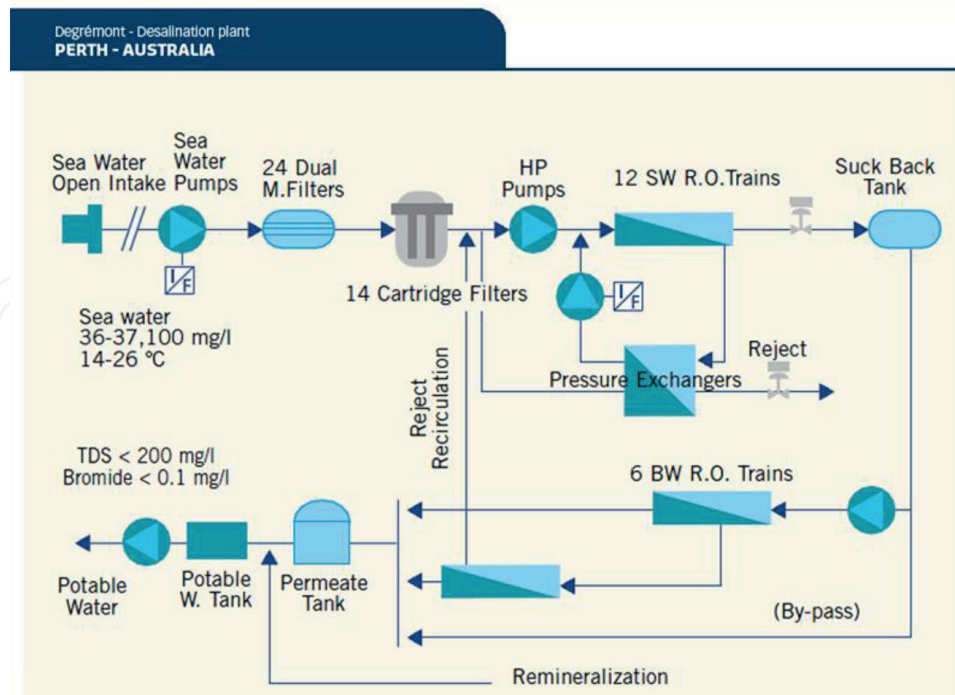 Degrémont - Desalination plant
PERTH - AUSTRALIA
Sea Water
Open Intake
Sea
Water
Pumps
24 Dual
M.Filters
HP
Pumps
12 SW R.O.Trains
Suck Back
Tank
I/F
14 Cartridge Filters
I/F
Sea water
36-37,100 mg/l
14-26 ºC
Pressure Exchangers
Reject
Reject
Recirculation
TDS < 200 mg/l
Bromide < 0.1 mg/l
6 BW R.O. Trains
Potable
Water
Potable
W. Tank
Permeate
Tank
(By-pass)
Remineralization